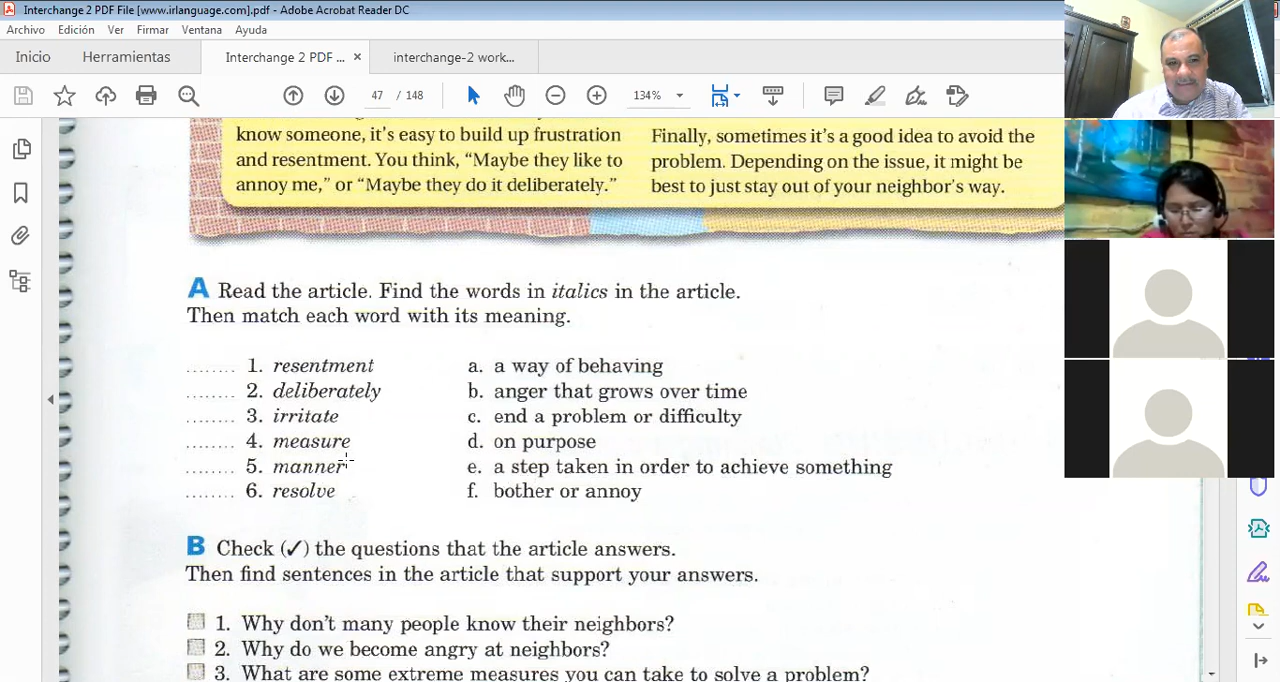 Interchange 2 PDF File [www.irlanguage.com].pdf - Adobe Acrobat Reader DC
Archivo Edición Ver Firmar Ventana Ayuda
Inicio Herramientas Interchange 2 PDF ... × interchange-2 work...
47 / 148 134%
know someone, it's easy to build up frustration
and resentment. You think, “Maybe they like to
annoy me,” or “Maybe they do it deliberately.”
Finally, sometimes it's a good idea to avoid the
problem. Depending on the issue, it might be
best to just stay out of your neighbor's way.
A Read the article. Find the words in italics in the article.
Then match each word with its meaning.
........ 1. resentment a. a way of behaving
........ 2. deliberately b. anger that grows over time
........ 3. irritate c. end a problem or difficulty
........ 4. measure d. on purpose
........ 5. manner e. a step taken in order to achieve something
........ 6. resolve f. bother or annoy
B Check (✓) the questions that the article answers.
Then find sentences in the article that support your answers.
1. Why don't many people know their neighbors?
2. Why do we become angry at neighbors?
3. What are some extreme measures you can take to solve a problem?